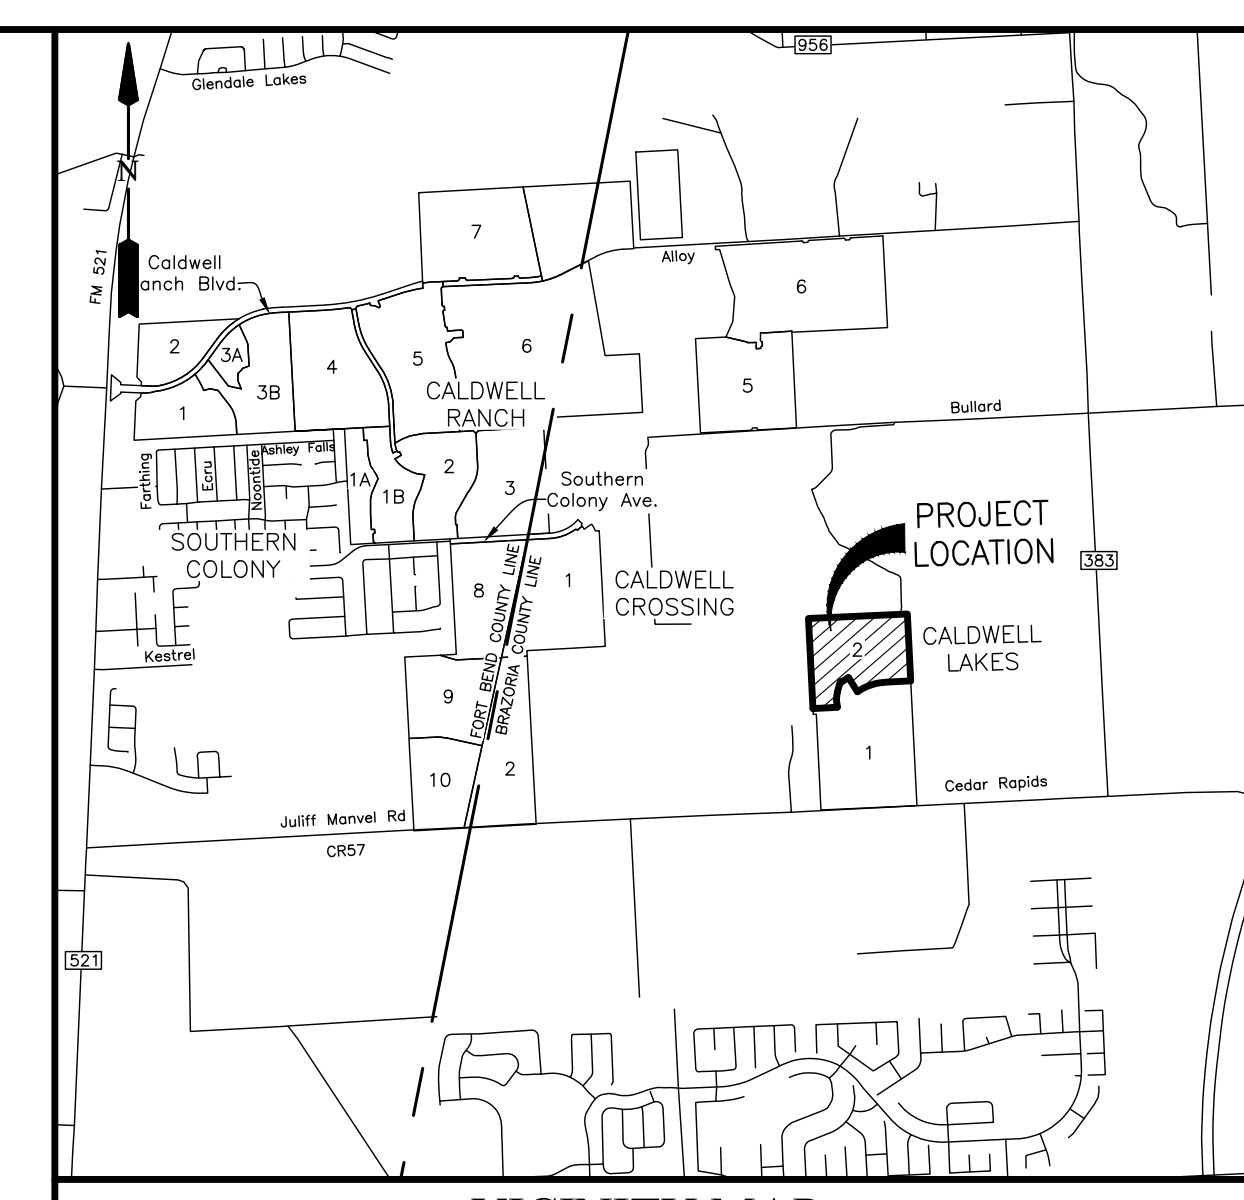 956
Glendale Lakes
N
7
FM 521
Caldwell
anch Blvd.
Alloy
6
2
3A
4
5
6
3B
1
CALDWELL
RANCH
5
Bullard
Farthing
Ecru
Noontide
Ashley Falls
1A
1B
2
3
Southern
Colony Ave.
PROJECT
LOCATION
SOUTHERN
COLONY
383
8
1
CALDWELL
CROSSING
FORT BEND COUNTY LINE
BRAZORIA COUNTY LINE
2
CALDWELL
LAKES
Kestrel
9
10
2
1
Cedar Rapids
Juliff Manvel Rd
CR57
521